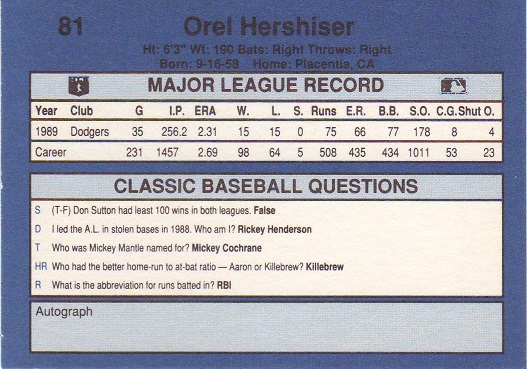 81 Orel Hershiser
Ht: 6'3" Wt: 190 Bats: Right Throws: Right
Born: 9-16-58 Home: Placentia, CA
MAJOR LEAGUE RECORD
Year Club G I.P. ERA W. L. S. Runs E.R. B.B. S.O. C.G. Shut O.
1989 Dodgers 35 256.2 2.31 15 15 0 75 66 77 178 8 4
Career 231 1457 2.69 98 64 5 508 435 434 1011 53 23
CLASSIC BASEBALL QUESTIONS
S (T-F) Don Sutton had least 100 wins in both leagues. False
D I led the A.L. in stolen bases in 1988. Who am I? Rickey Henderson
T Who was Mickey Mantle named for? Mickey Cochrane
HR Who had the better home-run to at-bat ratio — Aaron or Killebrew? Killebrew
R What is the abbreviation for runs batted in? RBI
Autograph